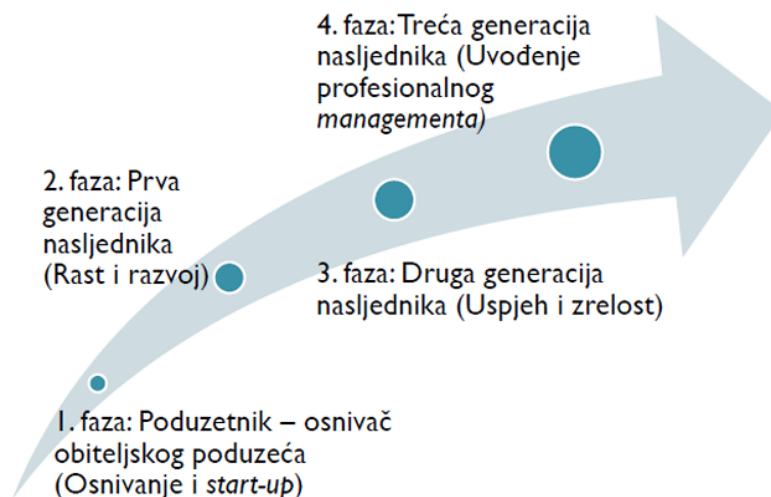 4. faza: Treća generacija
nasljednika (Uvođenje
profesionalnog
managementa)
2. faza: Prva
generacija
nasljednika
(Rast i razvoj)
3. faza: Druga generacija
nasljednika (Uspjeh i zrelost)
1. faza: Poduzetnik – osnivač
obiteljskog poduzeća
(Osnivanje i start-up)